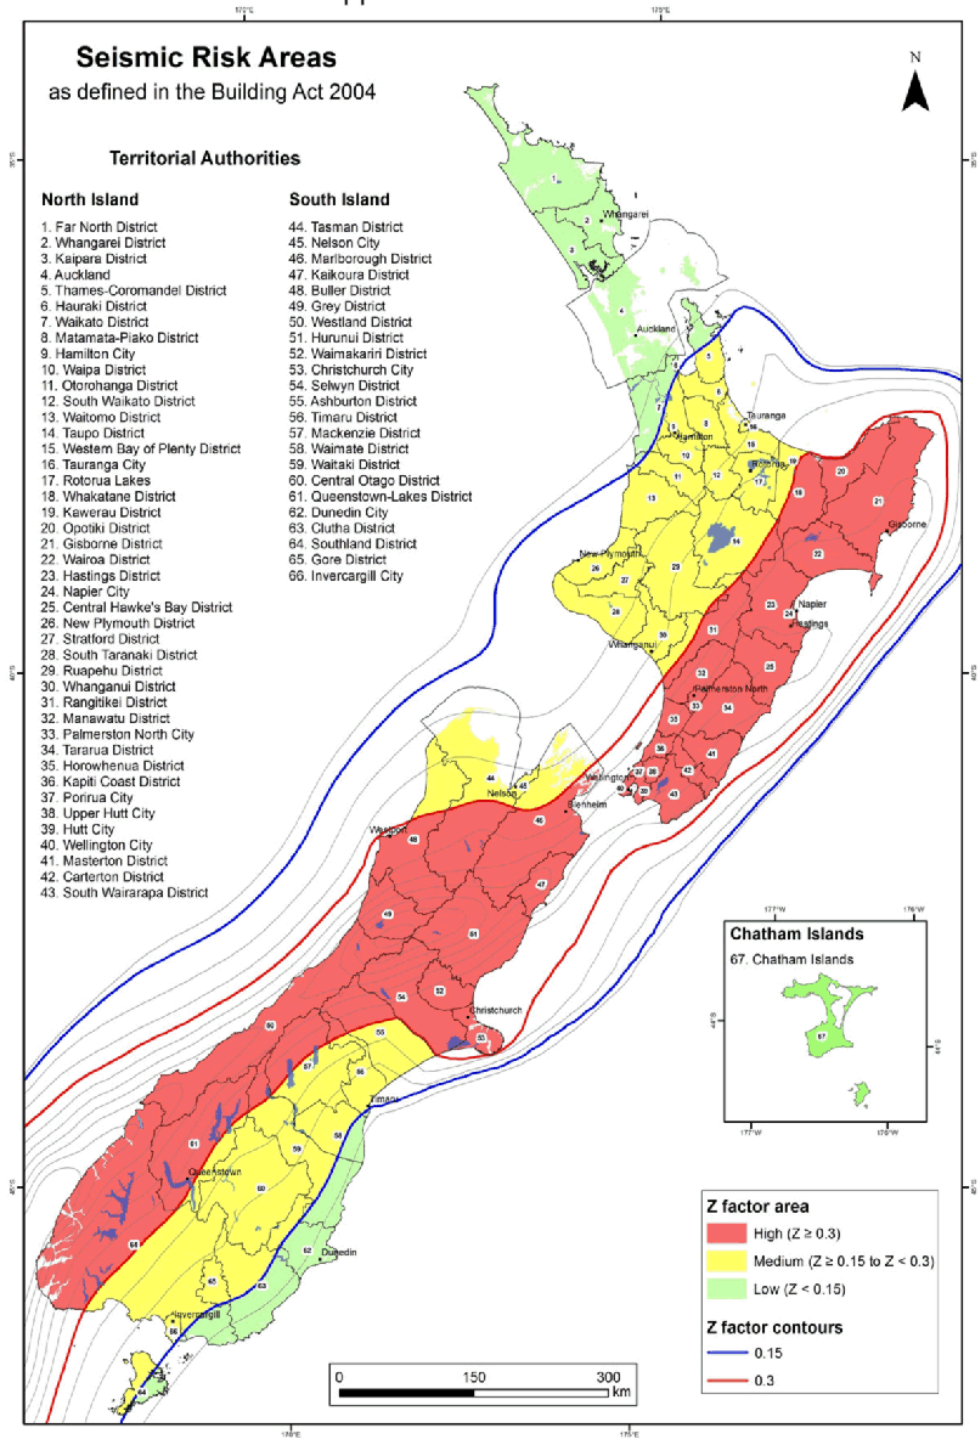 Seismic Risk Areas
as defined in the Building Act 2004
Territorial Authorities
North Island
1. Far North District
2. Whangarei District
3. Kaipara District
4. Auckland
5. Thames-Coromandel District
6. Hauraki District
7. Waikato District
8. Matamata-Piako District
9. Hamilton City
10. Waipa District
11. Otorohanga District
12. South Waikato District
13. Waitomo District
14. Taupo District
15. Western Bay of Plenty District
16. Tauranga City
17. Rotorua Lakes
18. Whakatane District
19. Kawerau District
20. Opotiki District
21. Gisborne District
22. Wairoa District
23. Hastings District
24. Napier City
25. Central Hawke's Bay District
26. New Plymouth District
27. Stratford District
28. South Taranaki District
29. Ruapehu District
30. Whanganui District
31. Rangitikei District
32. Manawatu District
33. Palmerston North City
34. Tararua District
35. Horowhenua District
36. Kapiti Coast District
37. Porirua City
38. Upper Hutt City
39. Hutt City
40. Wellington City
41. Masterton District
42. Carterton District
43. South Wairarapa District
South Island
44. Tasman District
45. Nelson City
46. Marlborough District
47. Kaikoura District
48. Buller District
49. Grey District
50. Westland District
51. Hurunui District
52. Waimakariri District
53. Christchurch City
54. Selwyn District
55. Ashburton District
56. Timaru District
57. Mackenzie District
58. Waimate District
59. Waitaki District
60. Central Otago District
61. Queenstown-Lakes District
62. Dunedin City
63. Clutha District
64. Southland District
65. Gore District
66. Invercargill City
N
Whangarei
Auckland
Tauranga
Hamilton
Rotorua
Gisborne
New Plymouth
Napier
Hastings
Whanganui
Palmerston North
Wellington
Nelson
Blenheim
Westport
Christchurch
Timaru
Queenstown
Dunedin
Invercargill
Chatham Islands
67. Chatham Islands
67
177°W
176°W
Z factor area
High (Z ≥ 0.3)
Medium (Z ≥ 0.15 to Z < 0.3)
Low (Z < 0.15)
Z factor contours
0.15
0.3
0
150
300
km